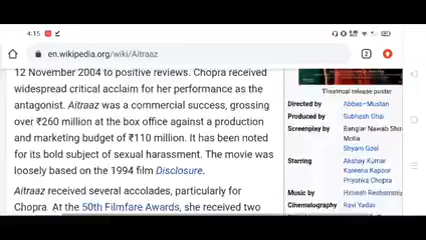 4:15
en.wikipedia.org/wiki/Aitraaz
2
12 November 2004 to positive reviews. Chopra received
widespread critical acclaim for her performance as the
antagonist. Aitraaz was a commercial success, grossing
over ₹260 million at the box office against a production
and marketing budget of ₹110 million. It has been noted
for its bold subject of sexual harassment. The movie was
loosely based on the 1994 film Disclosure.
Aitraaz received several accolades, particularly for
Chopra. At the 50th Filmfare Awards, she received two
Theatrical release poster
Directed by Abbas–Mustan
Produced by Subhash Ghai
Screenplay by Shiraz
Shyam Goel
Starring Akshay Kumar
Kareena Kapoor
Priyanka Chopra
Music by Himesh Reshammiya
Cinematography Ravi Yadav